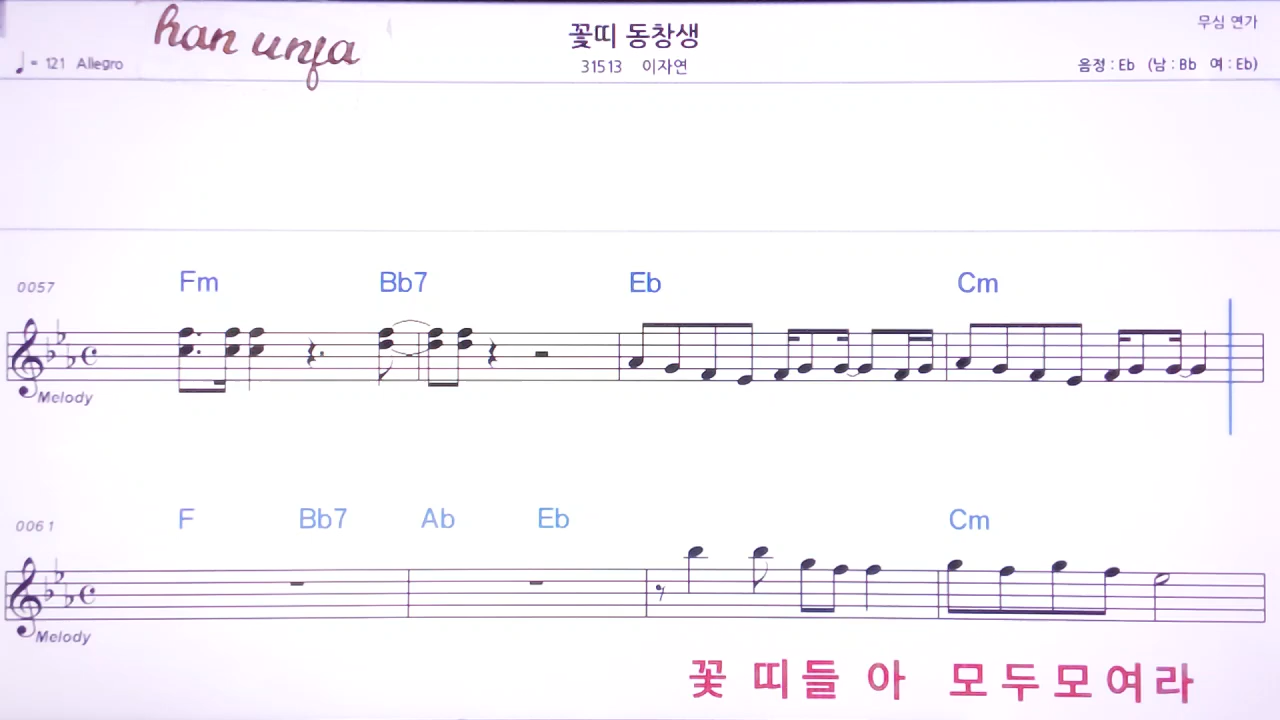 han unja
꽃띠 동창생
무심 연가
♩= 121 Allegro
31513 이자연
음정 : Eb (남 : Bb 여 : Eb)
0057
Fm Bb7 Eb Cm
Melody
0061
F Bb7 Ab Eb Cm
Melody
꽃 띠들 아 모두모여라